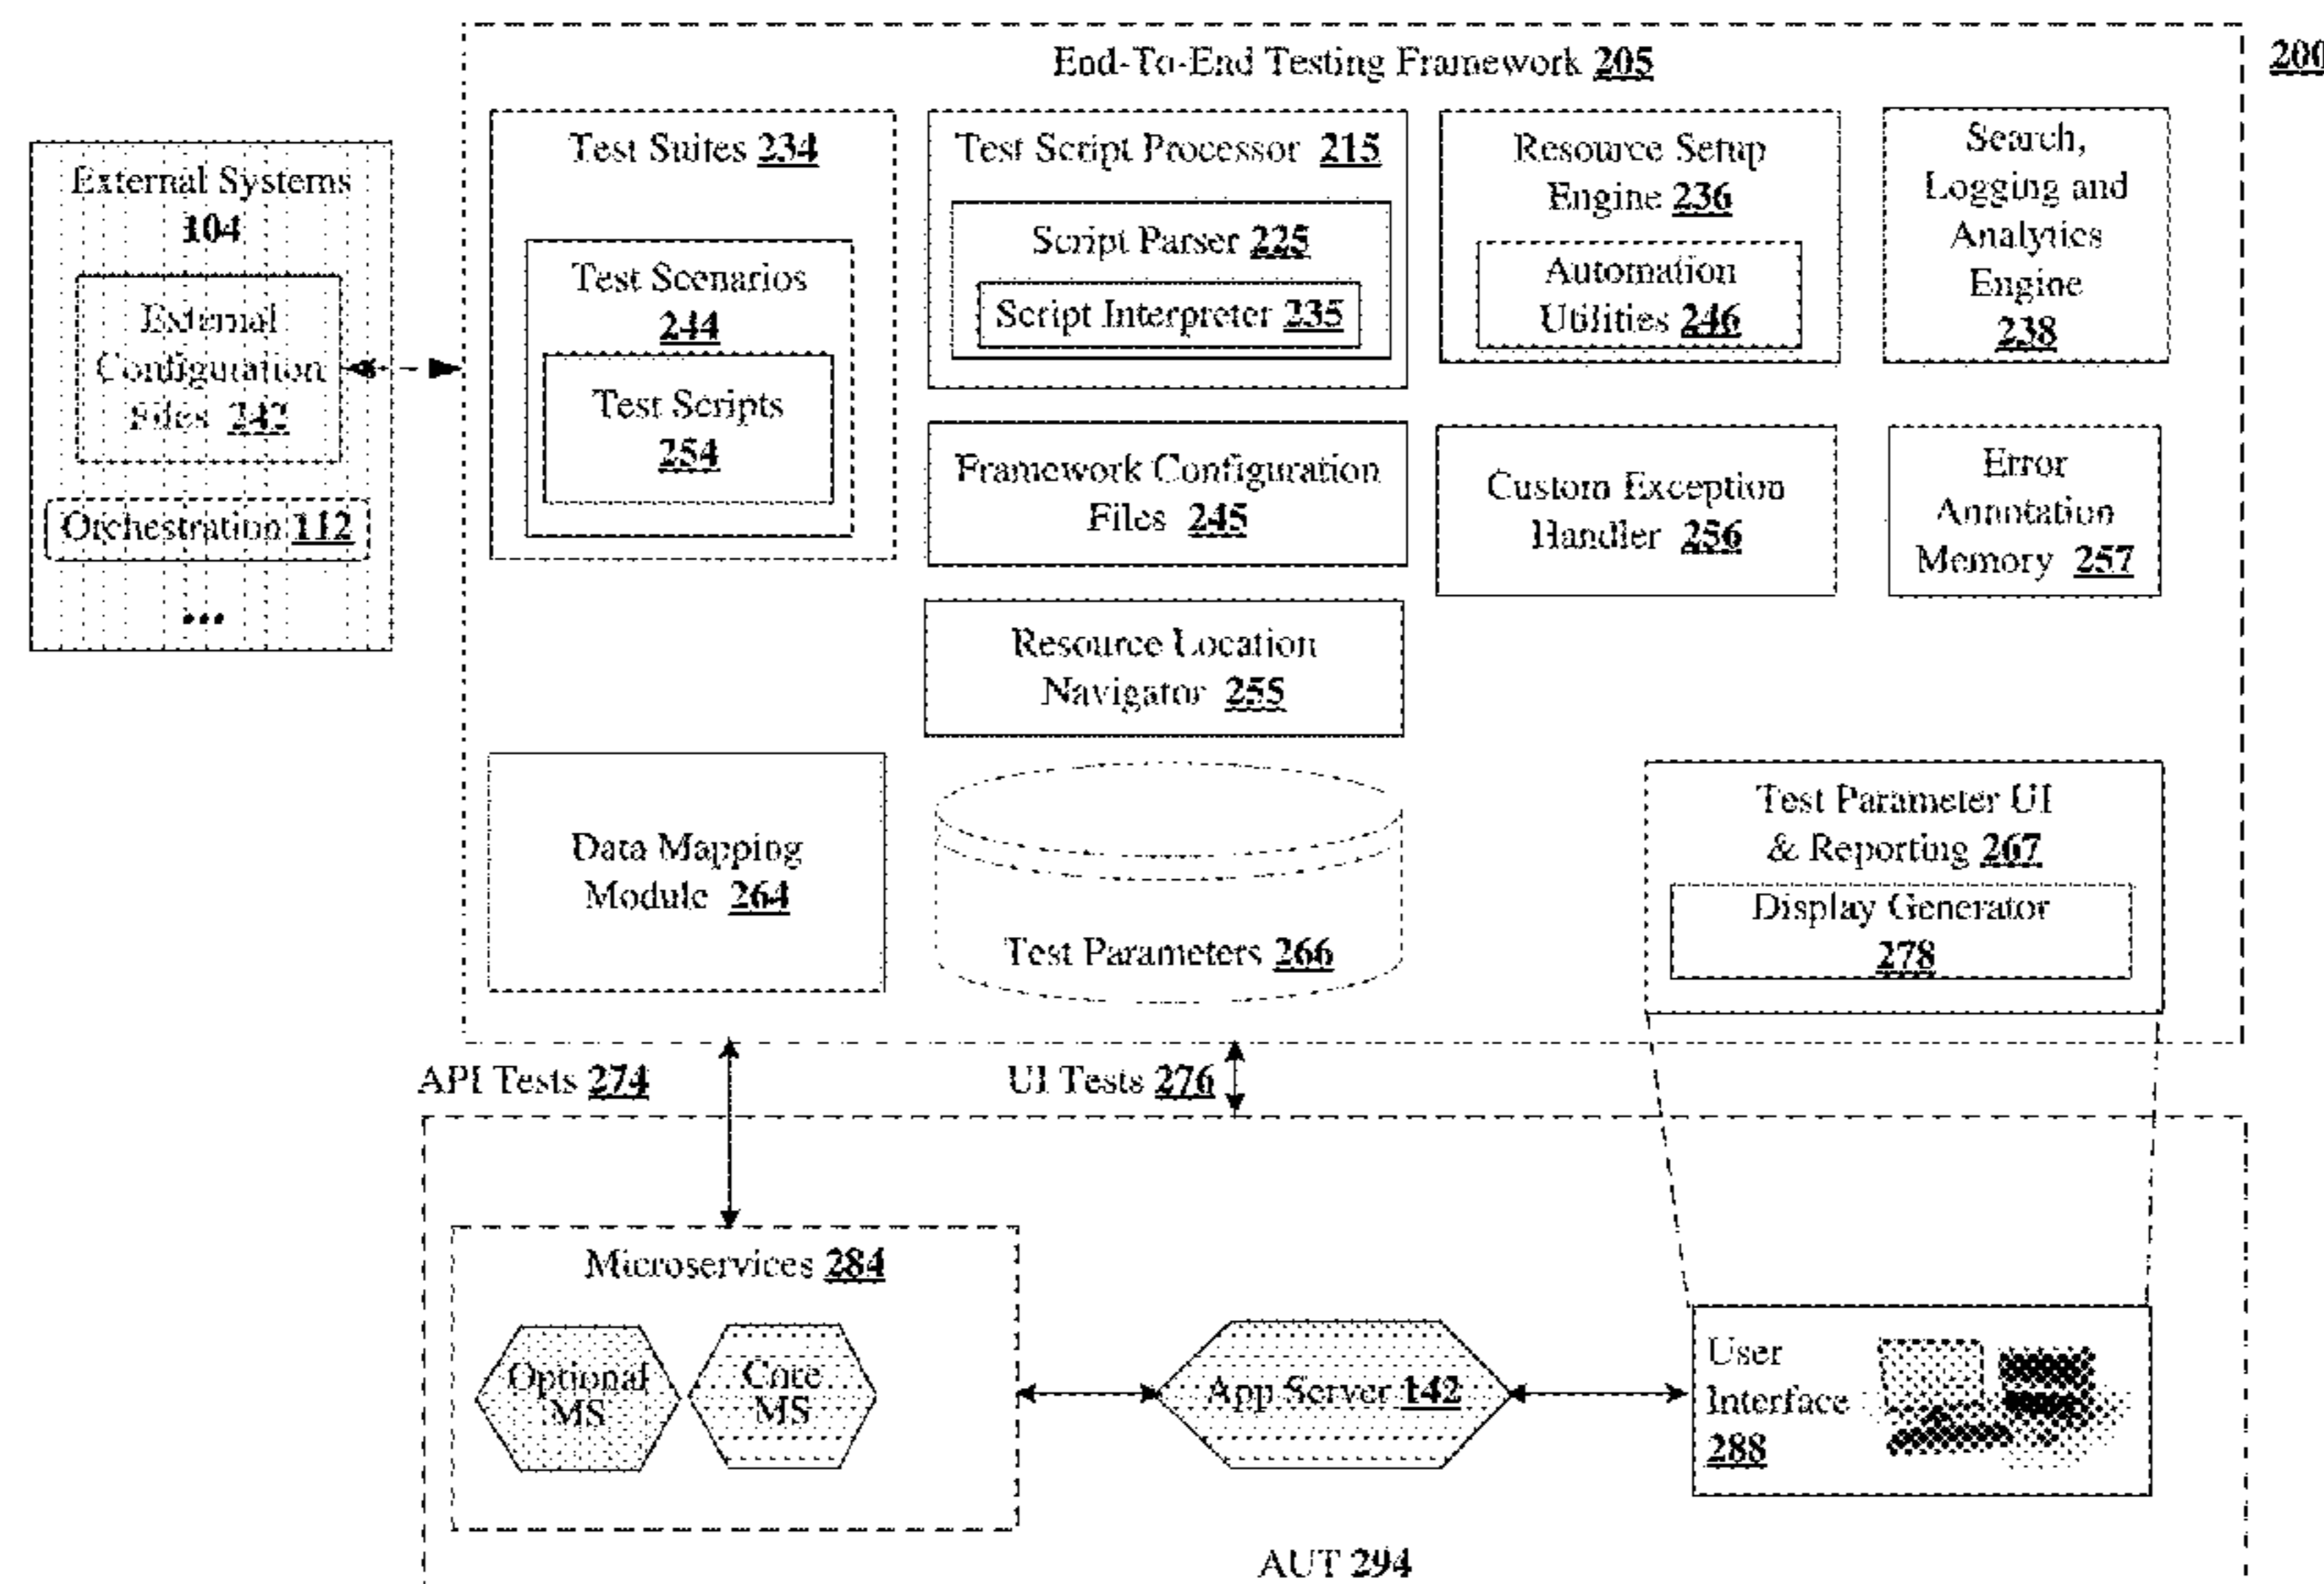 End-To-End Testing Framework 205
200
External Systems
104
External
Configuration
Files 242
Orchestration 112
...
Test Suites 234
Test Scenarios
244
Test Scripts
254
Test Script Processor 215
Script Parser 225
Script Interpreter 235
Resource Setup
Engine 236
Automation
Utilities 246
Search,
Logging and
Analytics
Engine
238
Framework Configuration
Files 245
Custom Exception
Handler 256
Error
Annotation
Memory 257
Resource Location
Navigator 255
Data Mapping
Module 264
Test Parameters 266
Test Parameter UI
& Reporting 267
Display Generator
278
API Tests 274
UI Tests 276
Microservices 284
Optional
MS
Core
MS
App Server 142
User
Interface
288
AUT 294